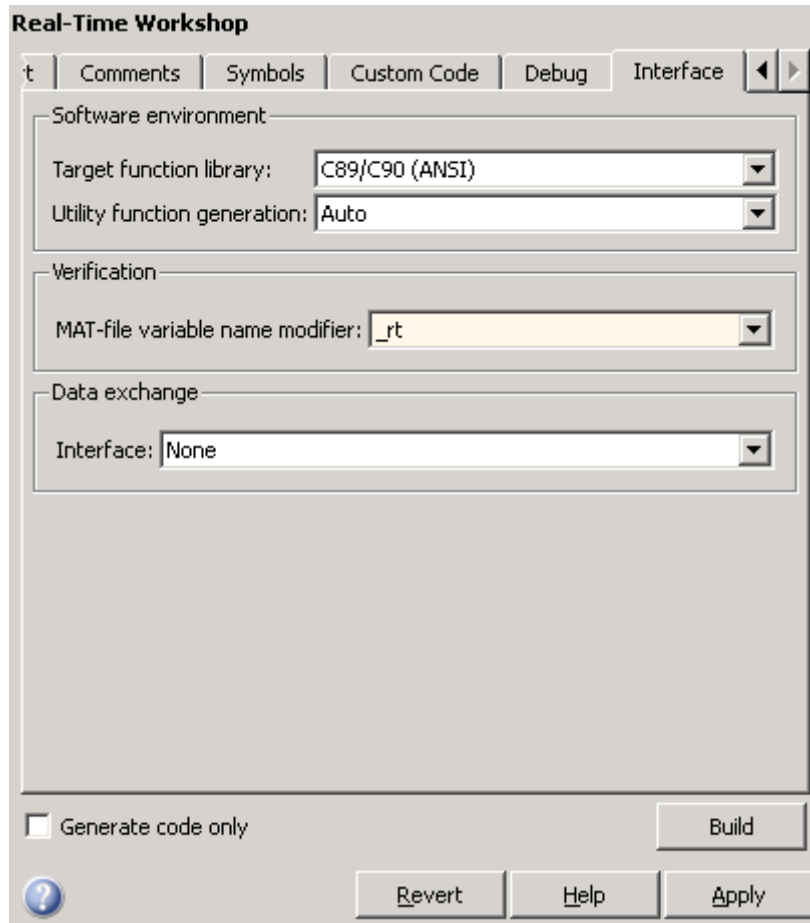 Real-Time Workshop
t Comments Symbols Custom Code Debug Interface
Software environment
Target function library: C89/C90 (ANSI)
Utility function generation: Auto
Verification
MAT-file variable name modifier: _rt
Data exchange
Interface: None
Generate code only Build
? Revert Help Apply